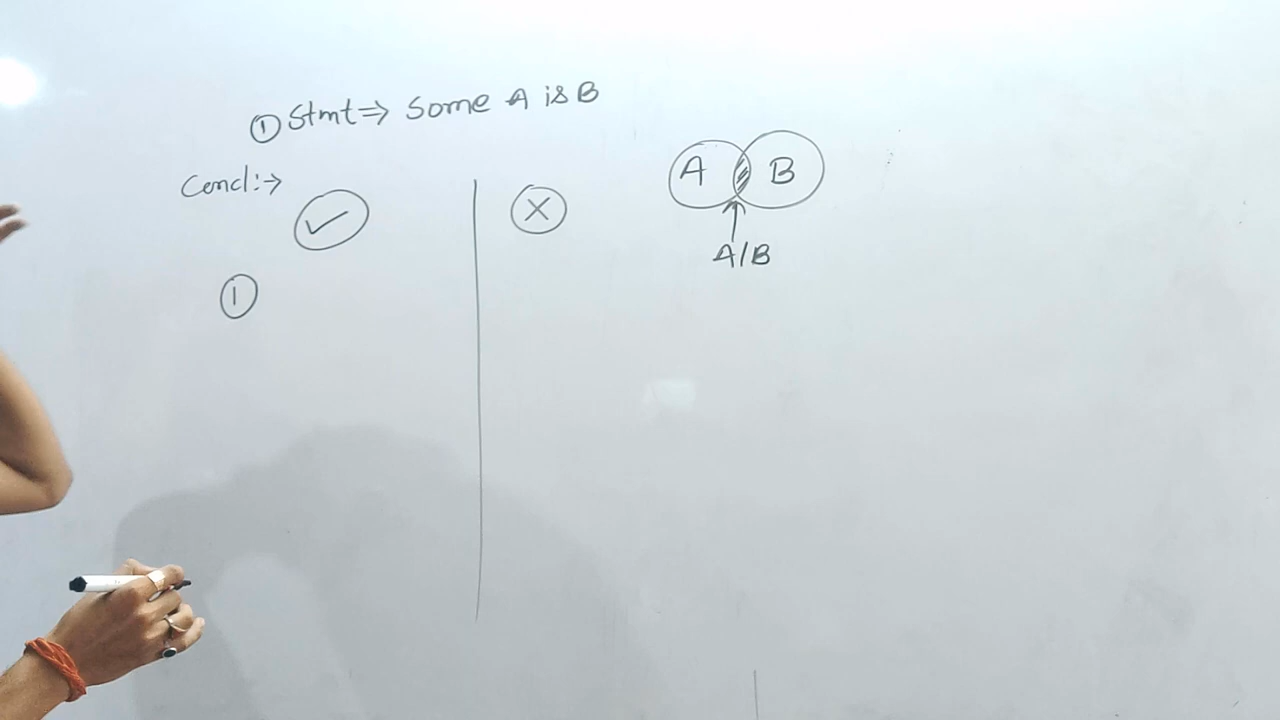 ① Stmt⇒ Some A is B
Concl:→
✓
X
A B
A/B
①